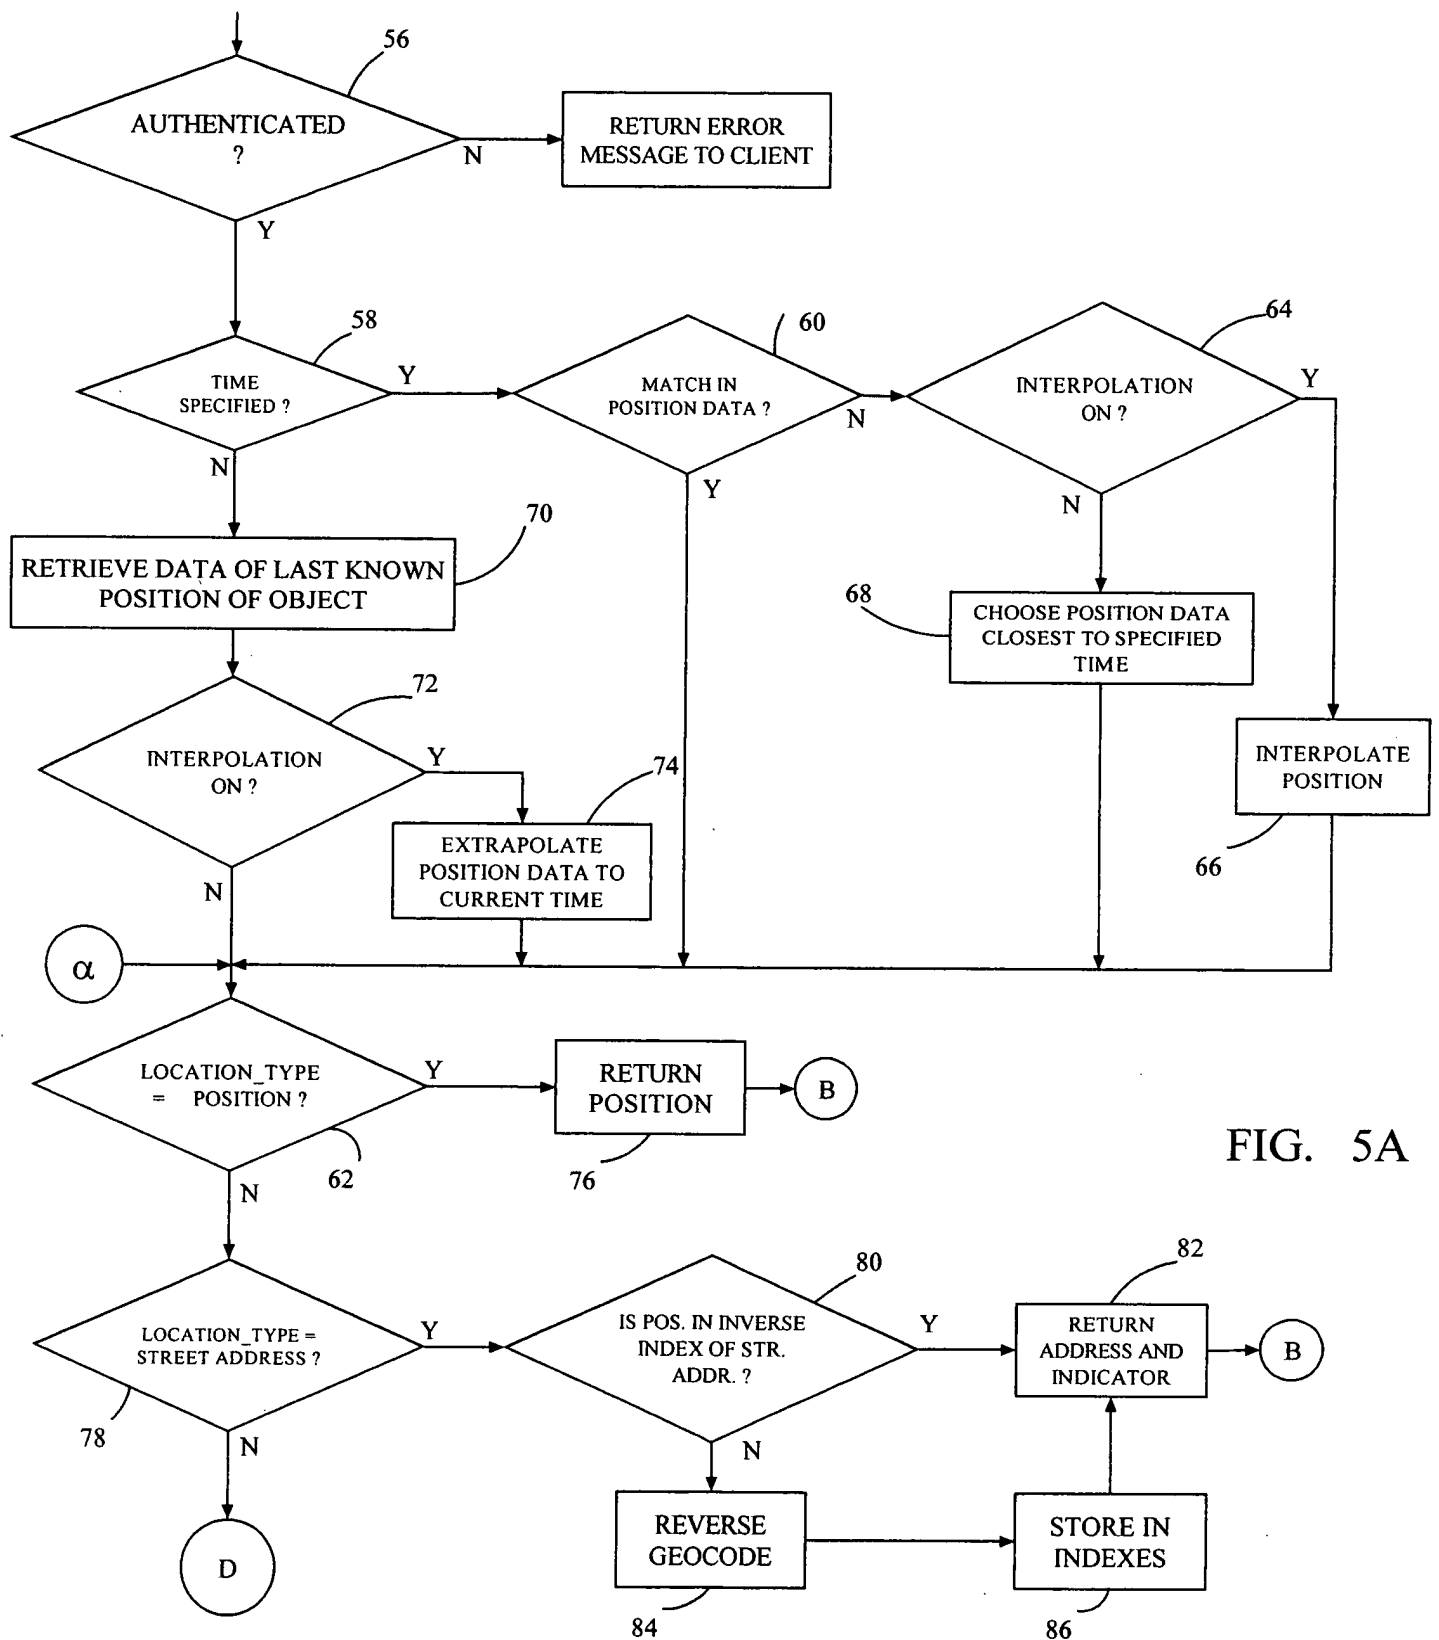 56
AUTHENTICATED
?
N
RETURN ERROR
MESSAGE TO CLIENT
Y
58
TIME
SPECIFIED ?
Y
N
60
MATCH IN
POSITION DATA ?
N
Y
64
INTERPOLATION
ON ?
Y
N
70
RETRIEVE DATA OF LAST KNOWN
POSITION OF OBJECT
68
CHOOSE POSITION DATA
CLOSEST TO SPECIFIED
TIME
72
INTERPOLATION
ON ?
Y
N
74
EXTRAPOLATE
POSITION DATA TO
CURRENT TIME
INTERPOLATE
POSITION
66
α
LOCATION_TYPE
= POSITION ?
Y
62
N
RETURN
POSITION
76
B
FIG. 5A
LOCATION_TYPE =
STREET ADDRESS ?
Y
78
N
80
IS POS. IN INVERSE
INDEX OF STR.
ADDR. ?
Y
N
82
RETURN
ADDRESS AND
INDICATOR
B
D
REVERSE
GEOCODE
84
STORE IN
INDEXES
86